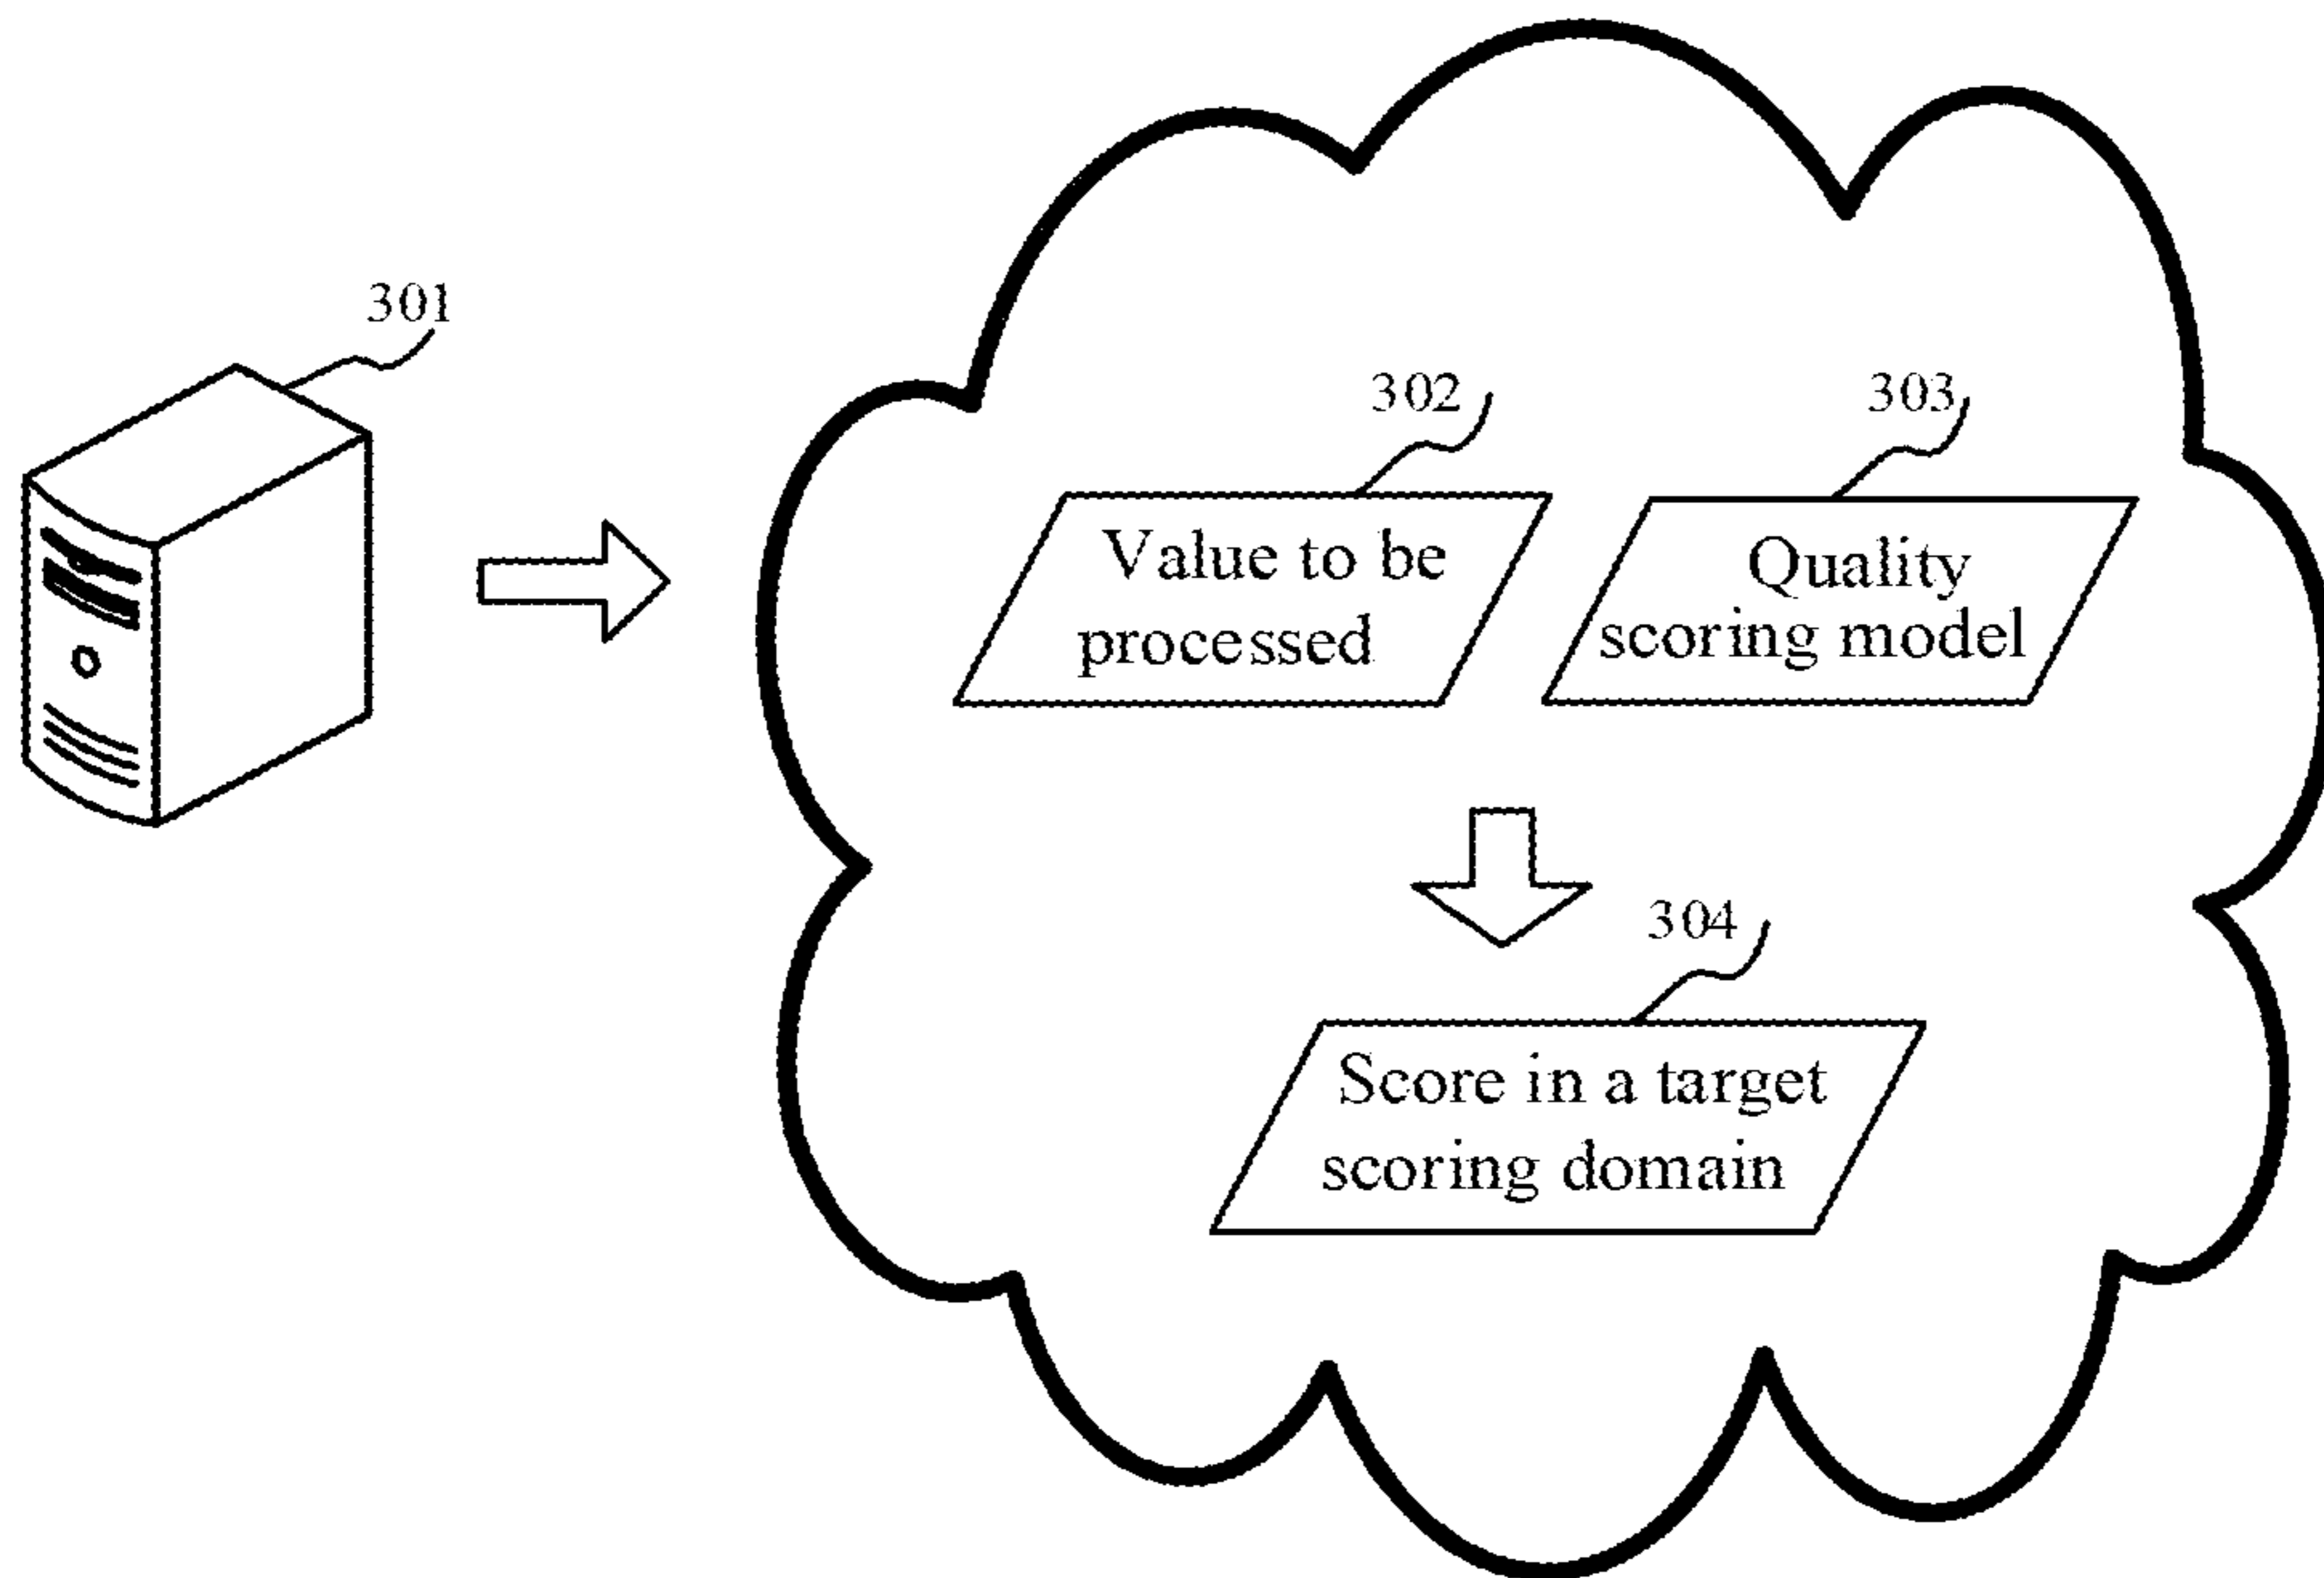 301
302
303
Value to be
processed
Quality
scoring model
304
Score in a target
scoring domain